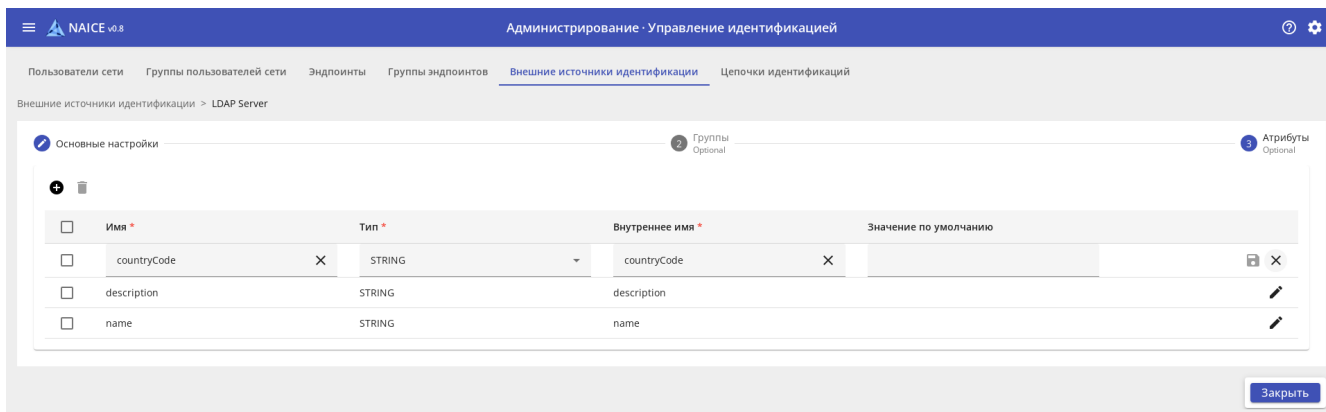 NAICE v0.8 Администрирование · Управление идентификацией
Пользователи сети Группы пользователей сети Эндпоинты Группы эндпоинтов Внешние источники идентификации Цепочки идентификаций
Внешние источники идентификации > LDAP Server
Основные настройки 2 Группы 3 Атрибуты
Optional Optional
Имя * Тип * Внутреннее имя * Значение по умолчанию
countryCode STRING countryCode
description STRING description
name STRING name
Закрыть